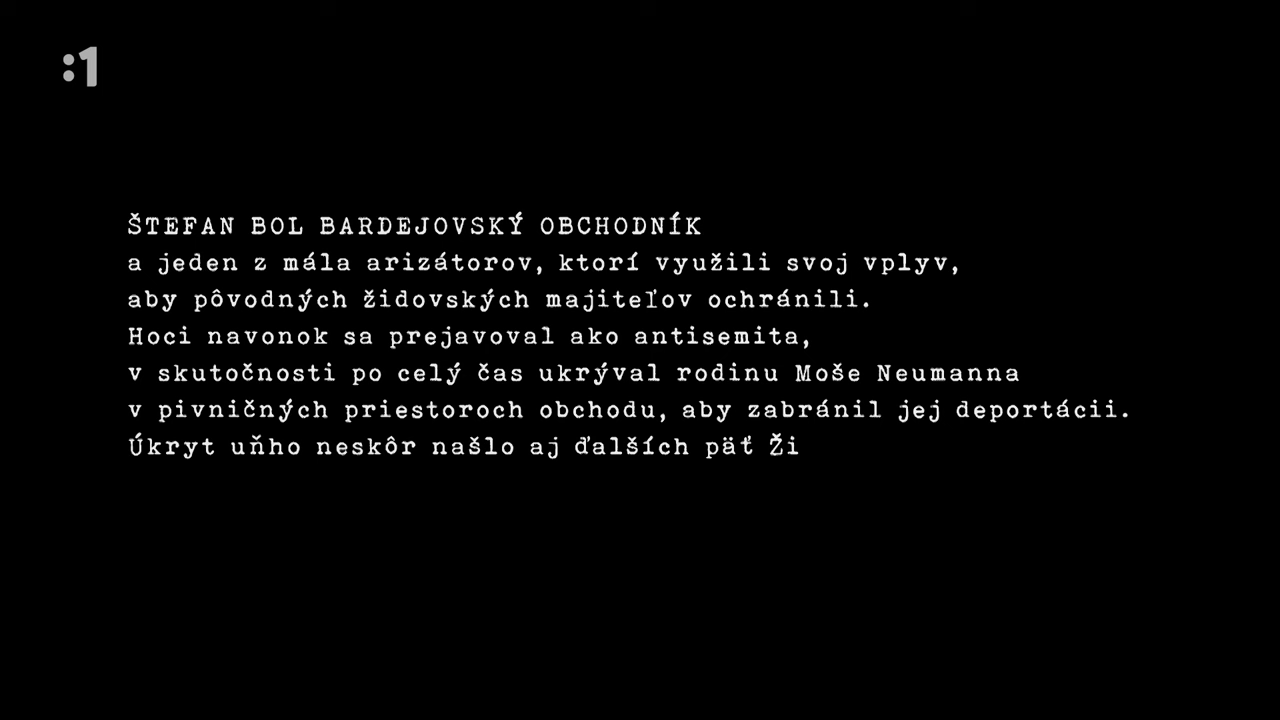 :1
ŠTEFAN BOL BARDEJOVSKÝ OBCHODNÍK
a jeden z mála arizátorov, ktorí využili svoj vplyv,
aby pôvodných židovských majiteľov ochránili.
Hoci navonok sa prejavoval ako antisemita,
v skutočnosti po celý čas ukrýval rodinu Moše Neumanna
v pivničných priestoroch obchodu, aby zabránil jej deportácii.
Úkryt uňho neskôr našlo aj ďalších päť Ži